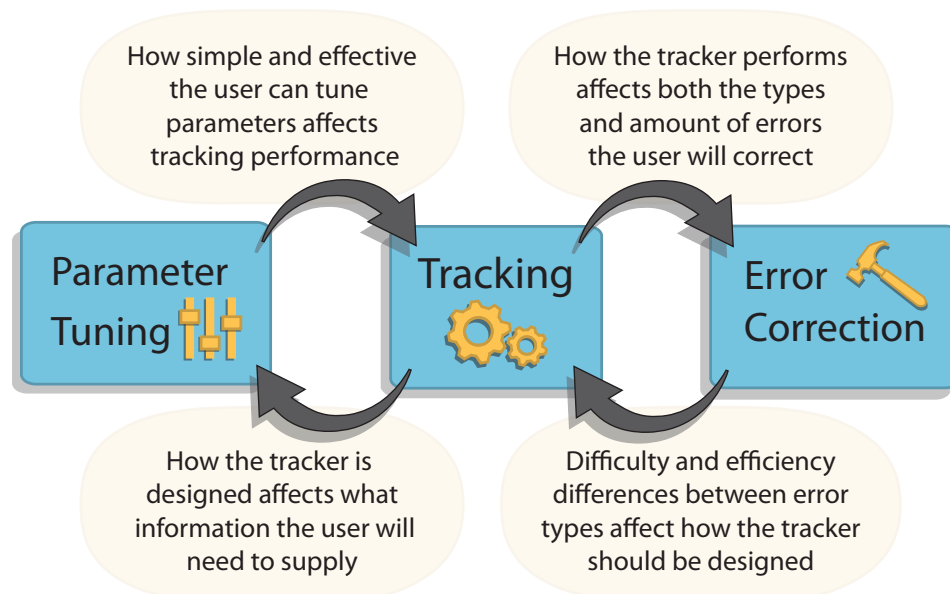 How simple and effective
the user can tune
parameters affects
tracking performance
How the tracker performs
affects both the types
and amount of errors
the user will correct
Parameter
Tuning
Tracking
Error
Correction
How the tracker is
designed affects what
information the user will
need to supply
Difficulty and efficiency
differences between error
types affect how the tracker
should be designed